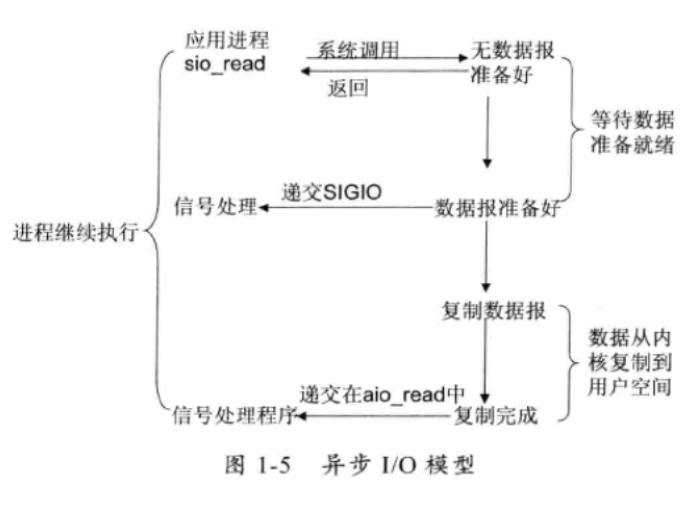 应用进程
sio_read
系统调用
返回
无数据报
准备好
等待数据
准备就绪
信号处理
递交SIGIO
数据报准备好
进程继续执行
复制数据报
数据从内
核复制到
用户空间
信号处理程序
递交在aio_read中
复制完成
图 1-5 异步 I/O 模型